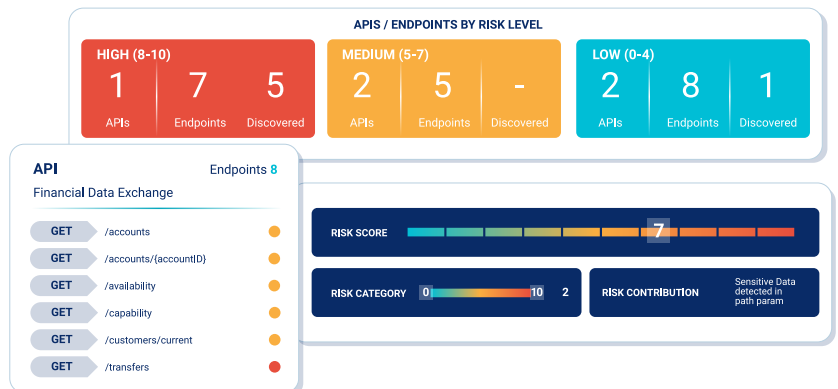 APIS / ENDPOINTS BY RISK LEVEL
HIGH (8-10)
1 7 5
APIs Endpoints Discovered
MEDIUM (5-7)
2 5 -
APIs Endpoints Discovered
LOW (0-4)
2 8 1
APIs Endpoints Discovered
API Endpoints 8
Financial Data Exchange
GET /accounts
GET /accounts/{accountID}
GET /availability
GET /capability
GET /customers/current
GET /transfers
RISK SCORE 7
RISK CATEGORY 0 10 2
RISK CONTRIBUTION
Sensitive Data
detected in
path param